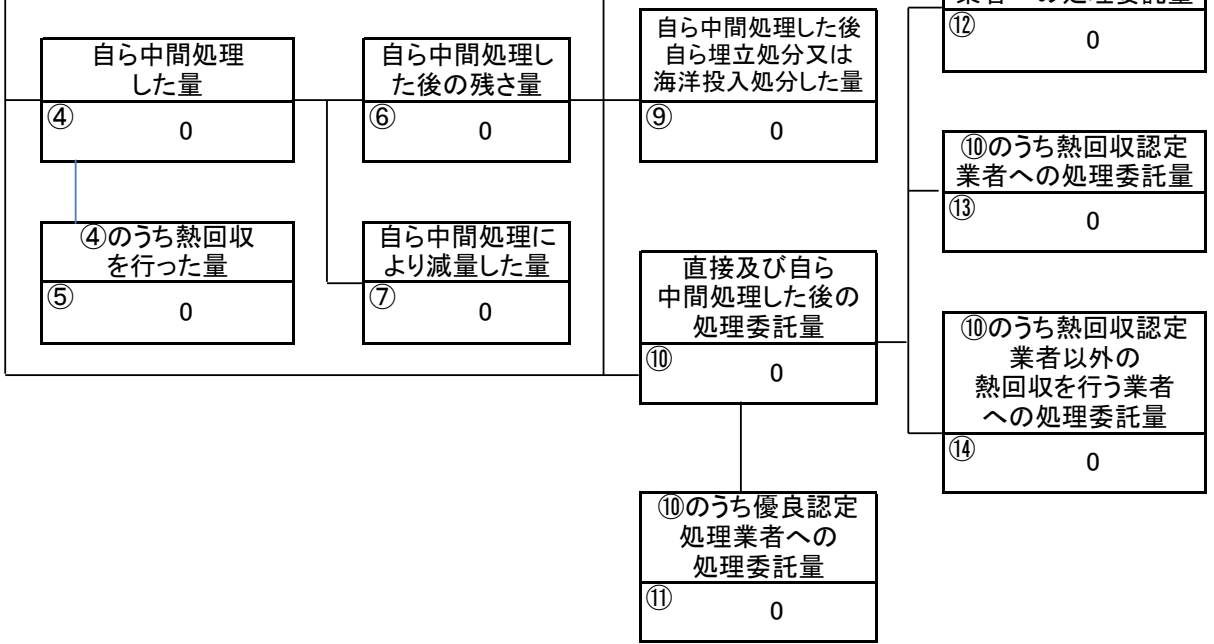 業者への処理委託量
⑫
0
自ら中間処理
した量
④
0
自ら中間処理し
た後の残さ量
⑥
0
自ら中間処理した後
自ら埋立処分又は
海洋投入処分した量
⑨
0
⑩のうち熱回収認定
業者への処理委託量
⑬
0
④のうち熱回収
を行った量
⑤
0
自ら中間処理に
より減量した量
⑦
0
直接及び自ら
中間処理した後の
処理委託量
⑩
0
⑩のうち熱回収認定
業者以外の
熱回収を行う業者
への処理委託量
⑭
0
⑩のうち優良認定
処理業者への
処理委託量
⑪
0